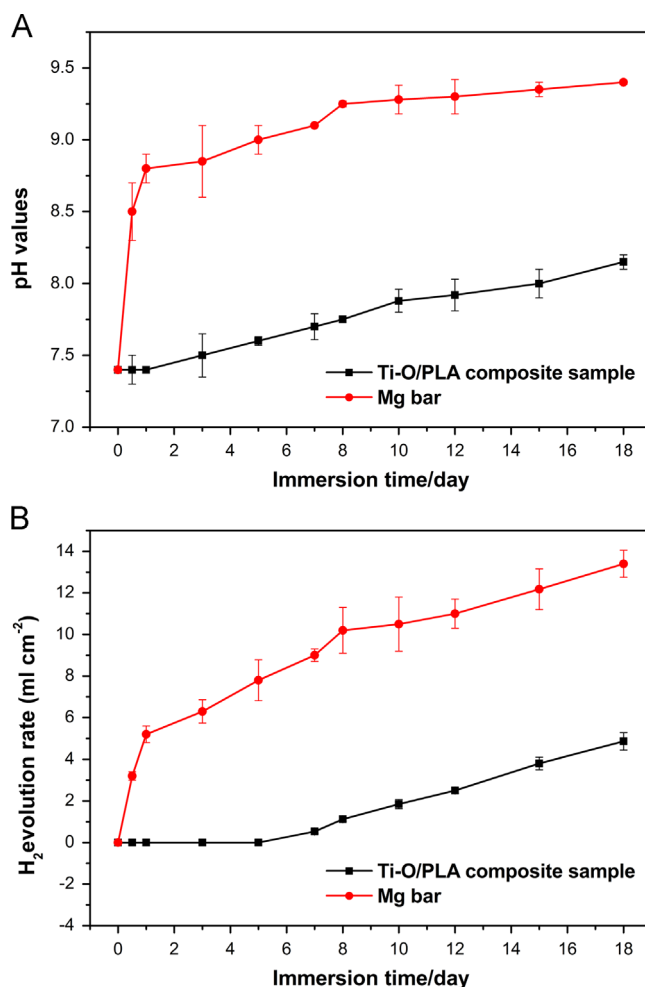 A
9.5
9.0
8.5
8.0
7.5
7.0
pH values
Ti-O/PLA composite sample
Mg bar
0 2 4 6 8 10 12 14 16 18
Immersion time/day
B
14
12
10
8
6
4
2
0
-2
-4
H₂evolution rate (ml cm⁻²)
Ti-O/PLA composite sample
Mg bar
0 2 4 6 8 10 12 14 16 18
Immersion time/day